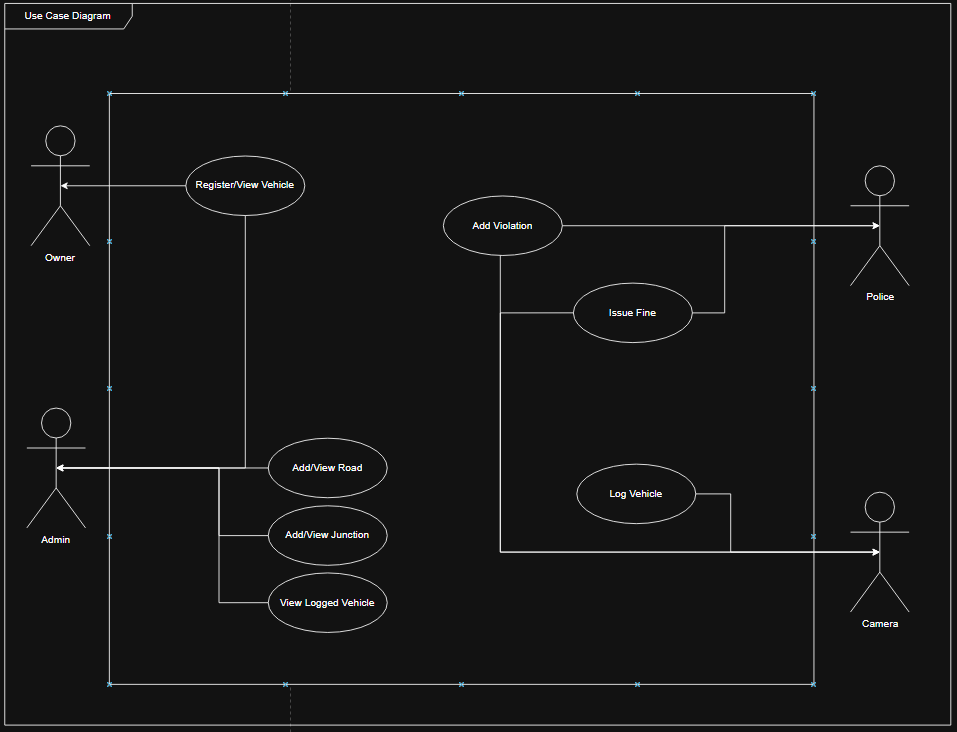 Use Case Diagram
Register/View Vehicle
Owner
Add Violation
Police
Issue Fine
Add/View Road
Log Vehicle
Admin
Add/View Junction
View Logged Vehicle
Camera